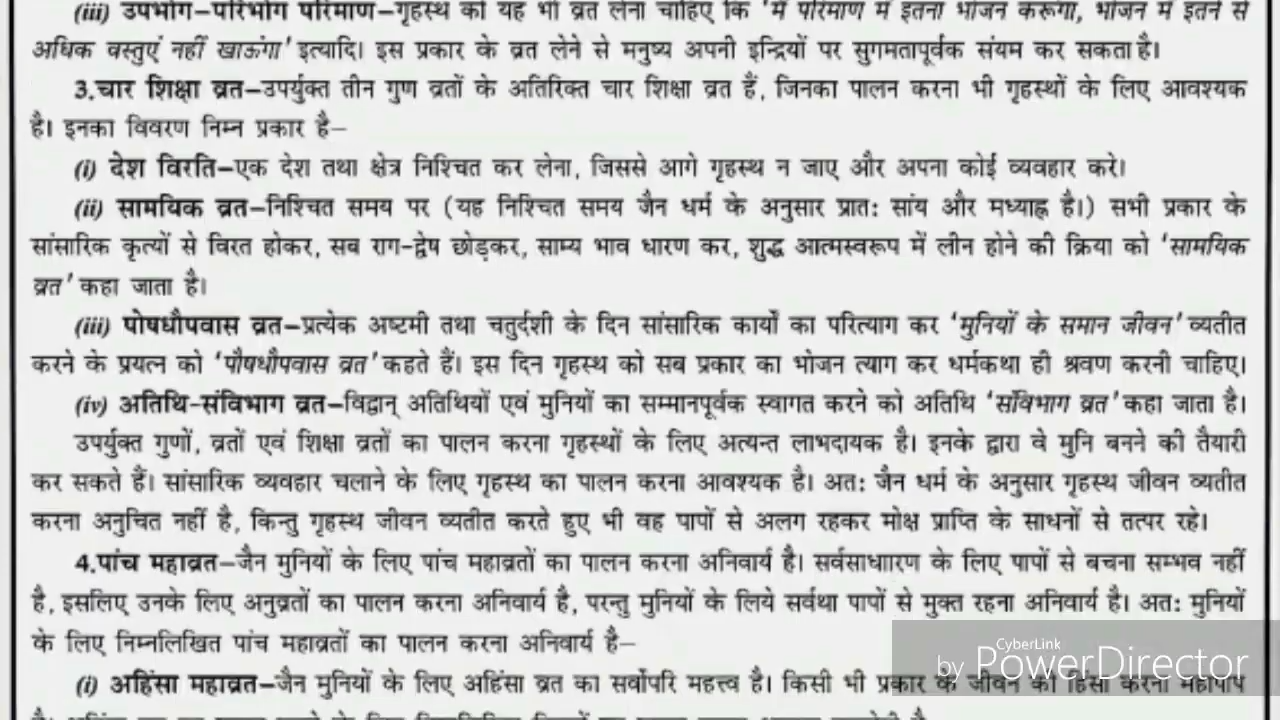 (iii) उपभोग–परिभोग परिमाण–गृहस्थ को यह भी व्रत लेना चाहिए कि 'मैं परिमाण में इतना भोजन करूंगा, भोजन में इतने से
अधिक वस्तुएं नहीं खाऊंगा' इत्यादि। इस प्रकार के व्रत लेने से मनुष्य अपनी इन्द्रियों पर सुगमतापूर्वक संयम कर सकता है।
3.चार शिक्षा व्रत–उपर्युक्त तीन गुण व्रतों के अतिरिक्त चार शिक्षा व्रत हैं, जिनका पालन करना भी गृहस्थों के लिए आवश्यक
है। इनका विवरण निम्न प्रकार है–
(i) देश विरति–एक देश तथा क्षेत्र निश्चित कर लेना, जिससे आगे गृहस्थ न जाए और अपना कोई व्यवहार करे।
(ii) सामयिक व्रत–निश्चित समय पर (यह निश्चित समय जैन धर्म के अनुसार प्रात: सांय और मध्याह्न है।) सभी प्रकार के
सांसारिक कृत्यों से विरत होकर, सब राग-द्वेष छोड़कर, साम्य भाव धारण कर, शुद्ध आत्मस्वरूप में लीन होने की क्रिया को 'सामयिक
व्रत' कहा जाता है।
(iii) पोषधौपवास व्रत–प्रत्येक अष्टमी तथा चतुर्दशी के दिन सांसारिक कार्यों का परित्याग कर 'मुनियों के समान जीवन' व्यतीत
करने के प्रयत्न को 'पौषधौपवास व्रत' कहते हैं। इस दिन गृहस्थ को सब प्रकार का भोजन त्याग कर धर्मकथा ही श्रवण करनी चाहिए।
(iv) अतिथि-संविभाग व्रत–विद्वान् अतिथियों एवं मुनियों का सम्मानपूर्वक स्वागत करने को अतिथि 'संविभाग व्रत' कहा जाता है।
उपर्युक्त गुणों, व्रतों एवं शिक्षा व्रतों का पालन करना गृहस्थों के लिए अत्यन्त लाभदायक है। इनके द्वारा वे मुनि बनने की तैयारी
कर सकते हैं। सांसारिक व्यवहार चलाने के लिए गृहस्थ का पालन करना आवश्यक है। अत: जैन धर्म के अनुसार गृहस्थ जीवन व्यतीत
करना अनुचित नहीं है, किन्तु गृहस्थ जीवन व्यतीत करते हुए भी वह पापों से अलग रहकर मोक्ष प्राप्ति के साधनों से तत्पर रहे।
4.पांच महाव्रत–जैन मुनियों के लिए पांच महाव्रतों का पालन करना अनिवार्य है। सर्वसाधाारण के लिए पापों से बचना सम्भव नहीं
है, इसलिए उनके लिए अनुव्रतों का पालन करना अनिवार्य है, परन्तु मुनियों के लिये सर्वथा पापों से मुक्त रहना अनिवार्य है। अत: मुनियों
के लिए निम्नलिखित पांच महाव्रतों का पालन करना अनिवार्य है–
(i) अहिंसा महाव्रत–जैन मुनियों के लिए अहिंसा व्रत का सर्वोपरि महत्त्व है। किसी भी प्रकार के जीवन की हिंसा करना महापाप
CyberLink
by PowerDirector